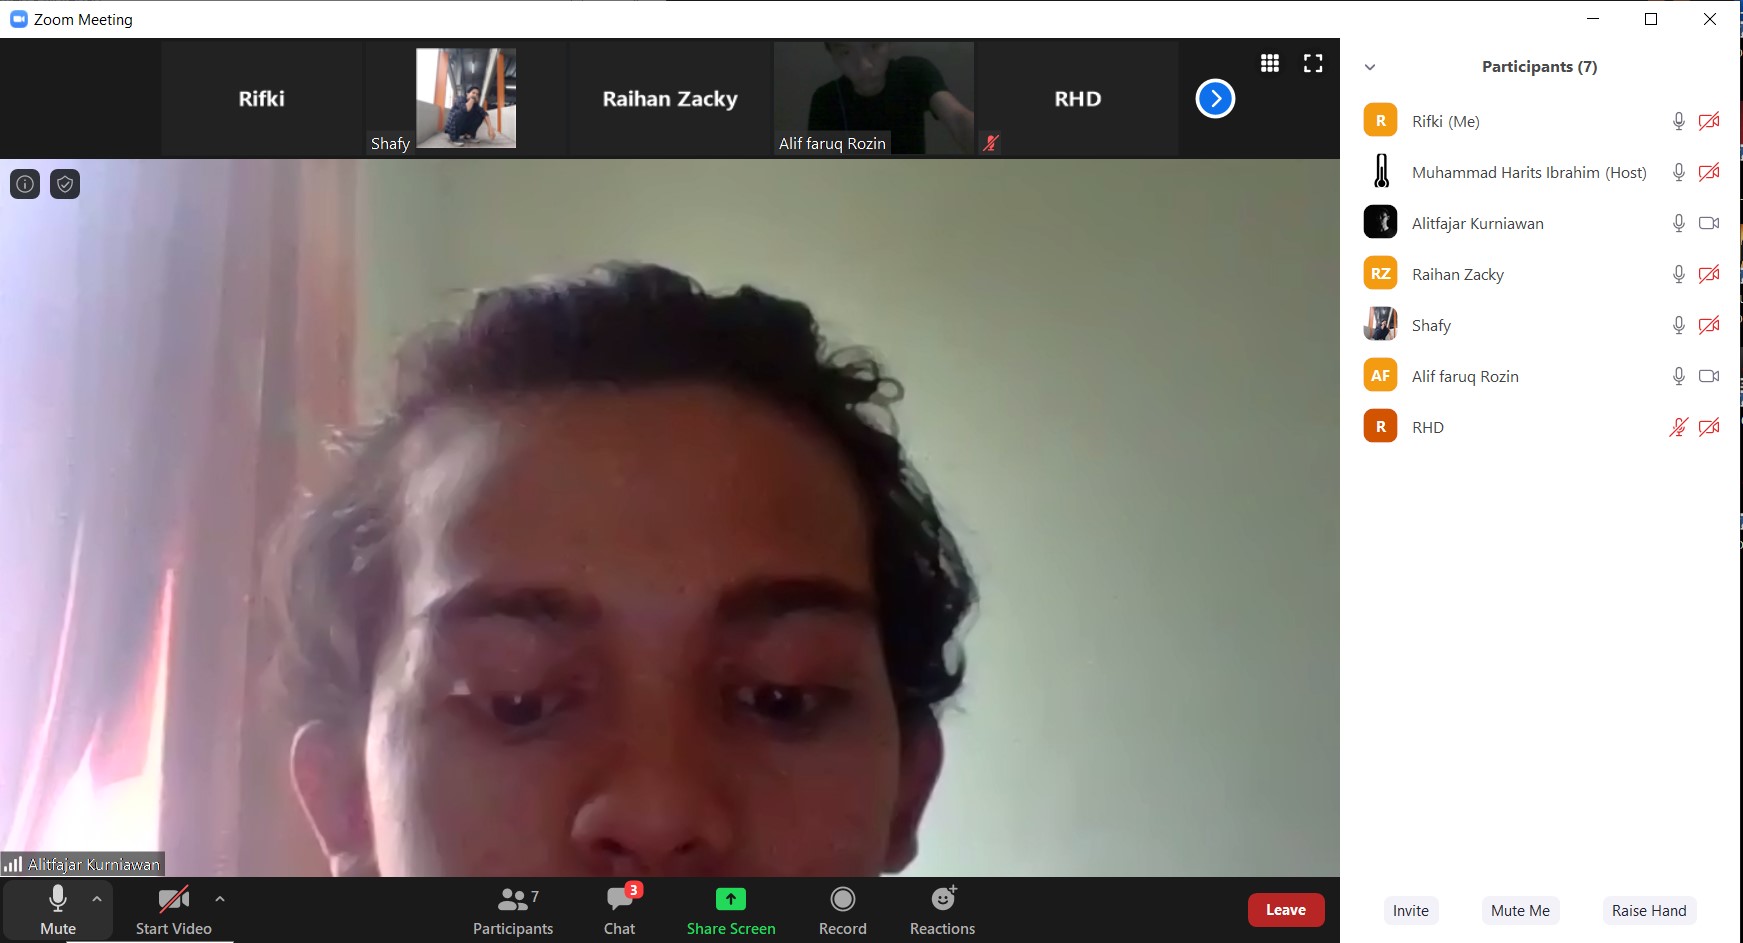 Zoom Meeting
Rifki
Shafy
Raihan Zacky
Alif faruq Rozin
RHD
Participants (7)
R Rifki (Me)
Muhammad Harits Ibrahim (Host)
Alitfajar Kurniawan
RZ Raihan Zacky
Shafy
AF Alif faruq Rozin
R RHD
Alitfajar Kurniawan
Mute
Start Video
7
Participants
3
Chat
Share Screen
Record
Reactions
Leave
Invite
Mute Me
Raise Hand